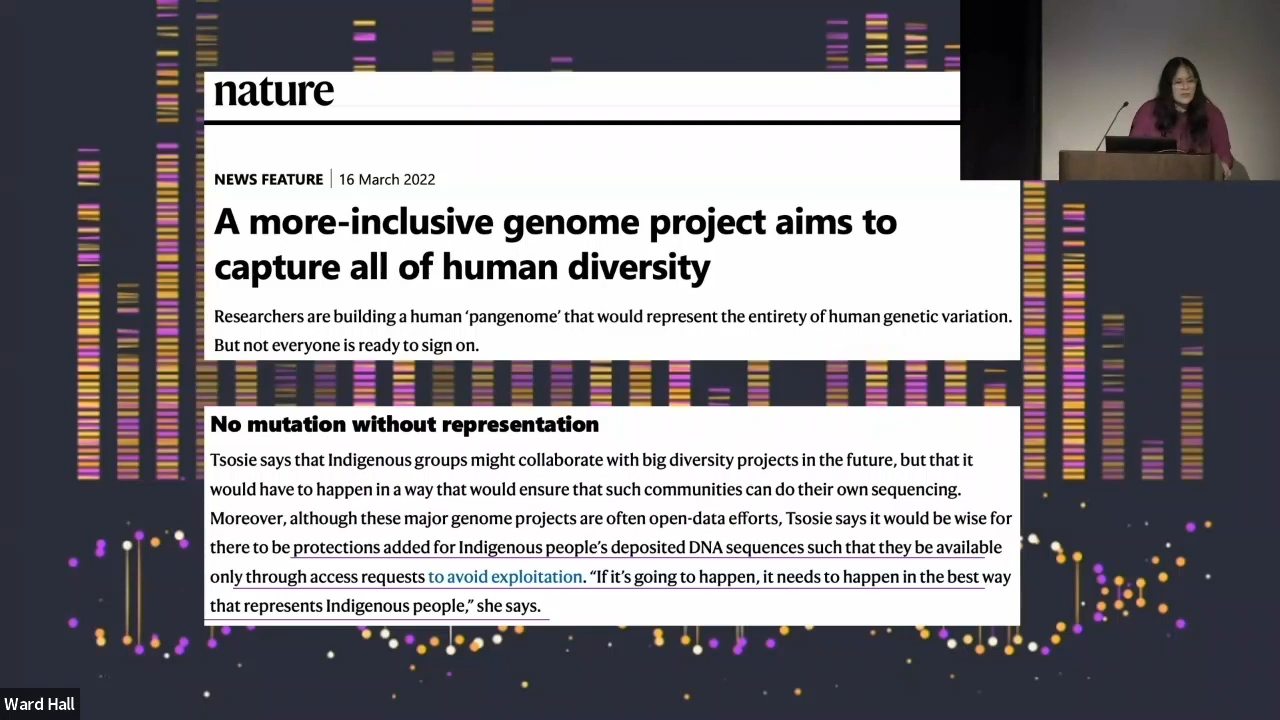 nature
NEWS FEATURE | 16 March 2022
A more-inclusive genome project aims to
capture all of human diversity
Researchers are building a human ‘pangenome’ that would represent the entirety of human genetic variation.
But not everyone is ready to sign on.
No mutation without representation
Tsosie says that Indigenous groups might collaborate with big diversity projects in the future, but that it
would have to happen in a way that would ensure that such communities can do their own sequencing.
Moreover, although these major genome projects are often open-data efforts, Tsosie says it would be wise for
there to be protections added for Indigenous people’s deposited DNA sequences such that they be available
only through access requests to avoid exploitation. “If it’s going to happen, it needs to happen in the best way
that represents Indigenous people,” she says.
Ward Hall